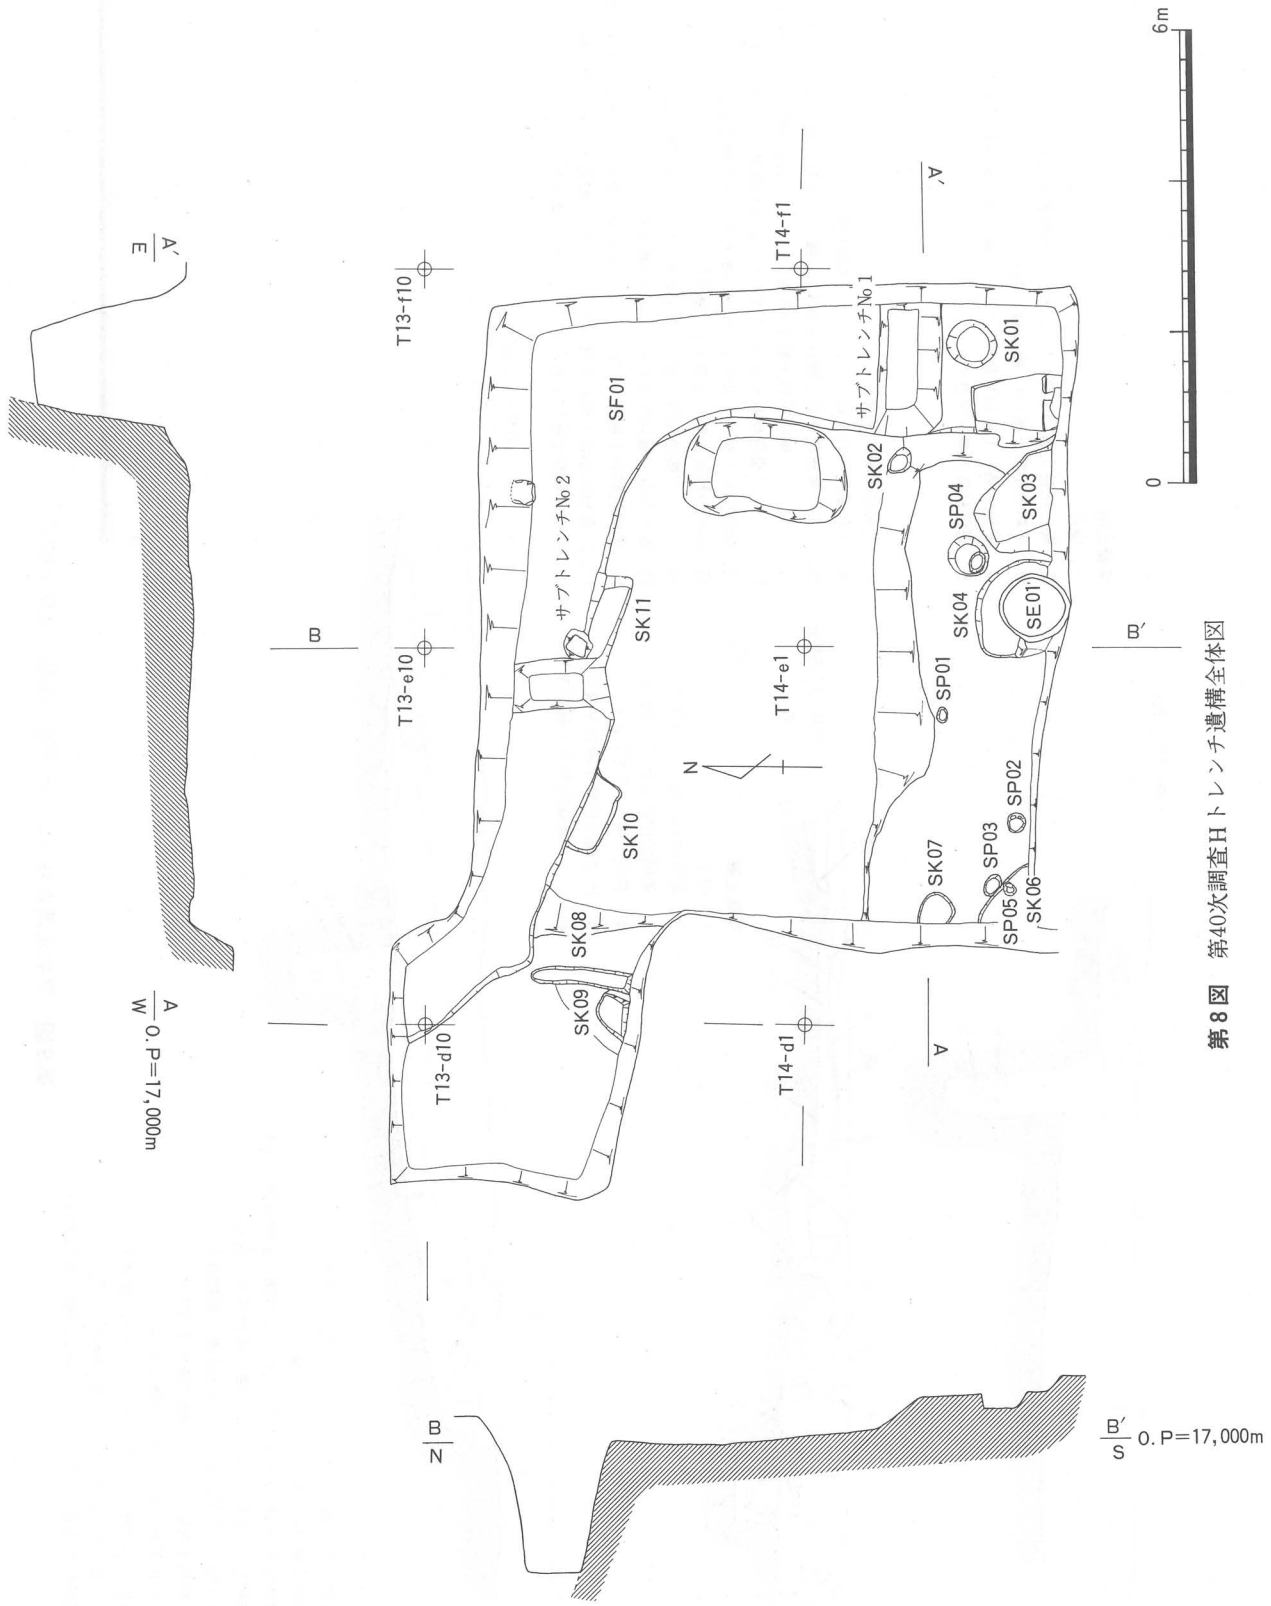 A′
E
A
W
O.P=17,000m
T13-f10
T14-f1
A′
サブトレンチNo1
SK01
SF01
SK02
SK03
SP04
サブトレンチNo2
SK11
SK04
SE01
B
T13-e10
T14-e1
B′
SP01
N
SK10
SP02
SP03
SK07
SK06
SP05
SK08
SK09
T13-d10
T14-d1
A
6m
0
B
N
B′
S
O.P=17,000m
第8図 第40次調査Hトレンチ遺構全体図